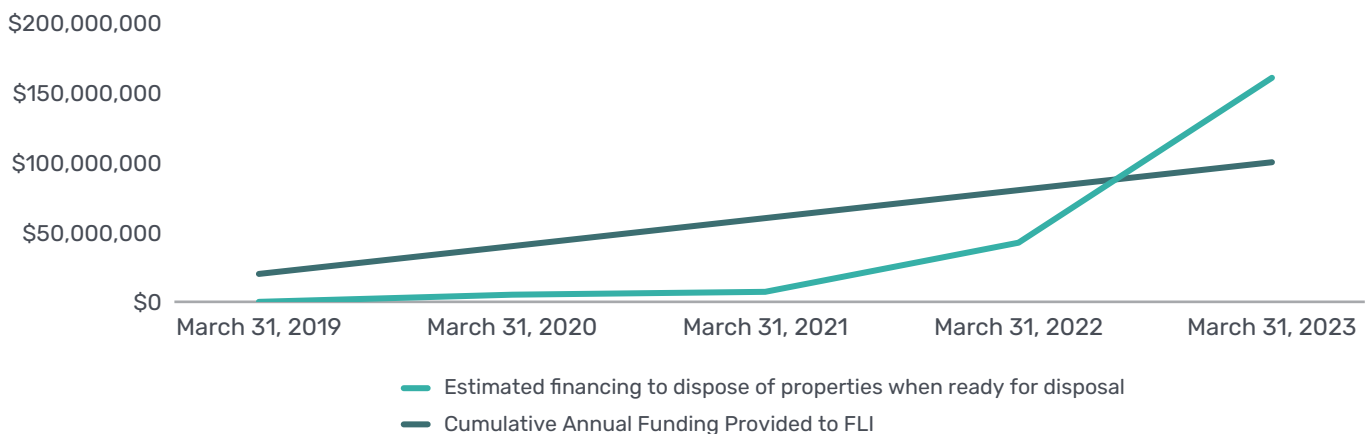 $200,000,000
$150,000,000
$100,000,000
$50,000,000
$0
March 31, 2019 March 31, 2020 March 31, 2021 March 31, 2022 March 31, 2023
Estimated financing to dispose of properties when ready for disposal
Cumulative Annual Funding Provided to FLI